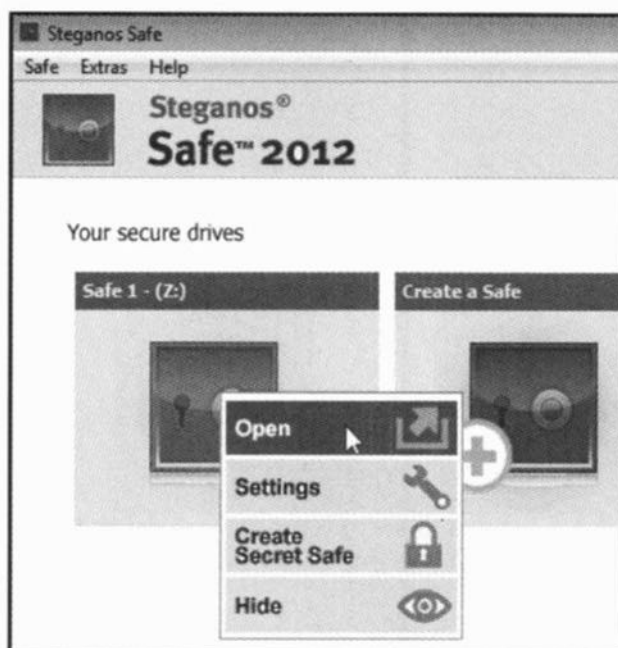 Steganos Safe
Safe Extras Help
Steganos®
Safe™ 2012
Your secure drives
Safe 1 - (Z:)
Create a Safe
Open
Settings
Create
Secret Safe
Hide